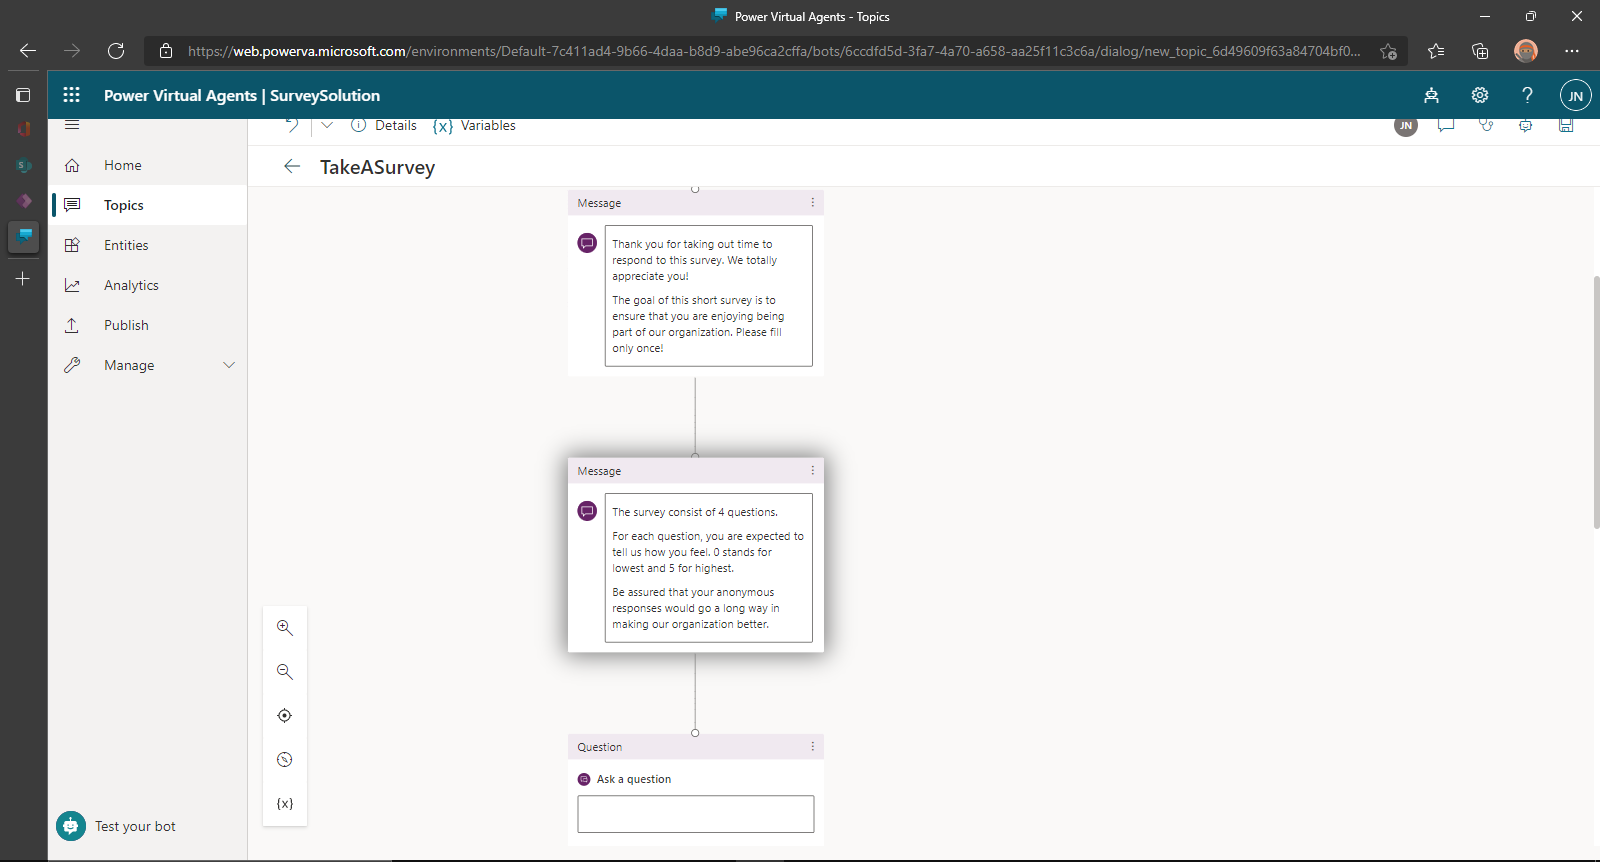 Power Virtual Agents - Topics
https://web.powerva.microsoft.com/environments/Default-7c411ad4-9b66-4daa-b8d9-abe96ca2cffa/bots/6ccdfd5d-3fa7-4a70-a658-aa25f11c3c6a/dialog/new_topic_6d49609f63a84704bf0...
Power Virtual Agents | SurveySolution
JN
Details
{x} Variables
JN
TakeASurvey
Home
Topics
Entities
Analytics
Publish
Manage
Message
Thank you for taking out time to
respond to this survey. We totally
appreciate you!
The goal of this short survey is to
ensure that you are enjoying being
part of our organization. Please fill
only once!
Message
The survey consist of 4 questions.
For each question, you are expected to
tell us how you feel. 0 stands for
lowest and 5 for highest.
Be assured that your anonymous
responses would go a long way in
making our organization better.
Question
Ask a question
{x}
Test your bot